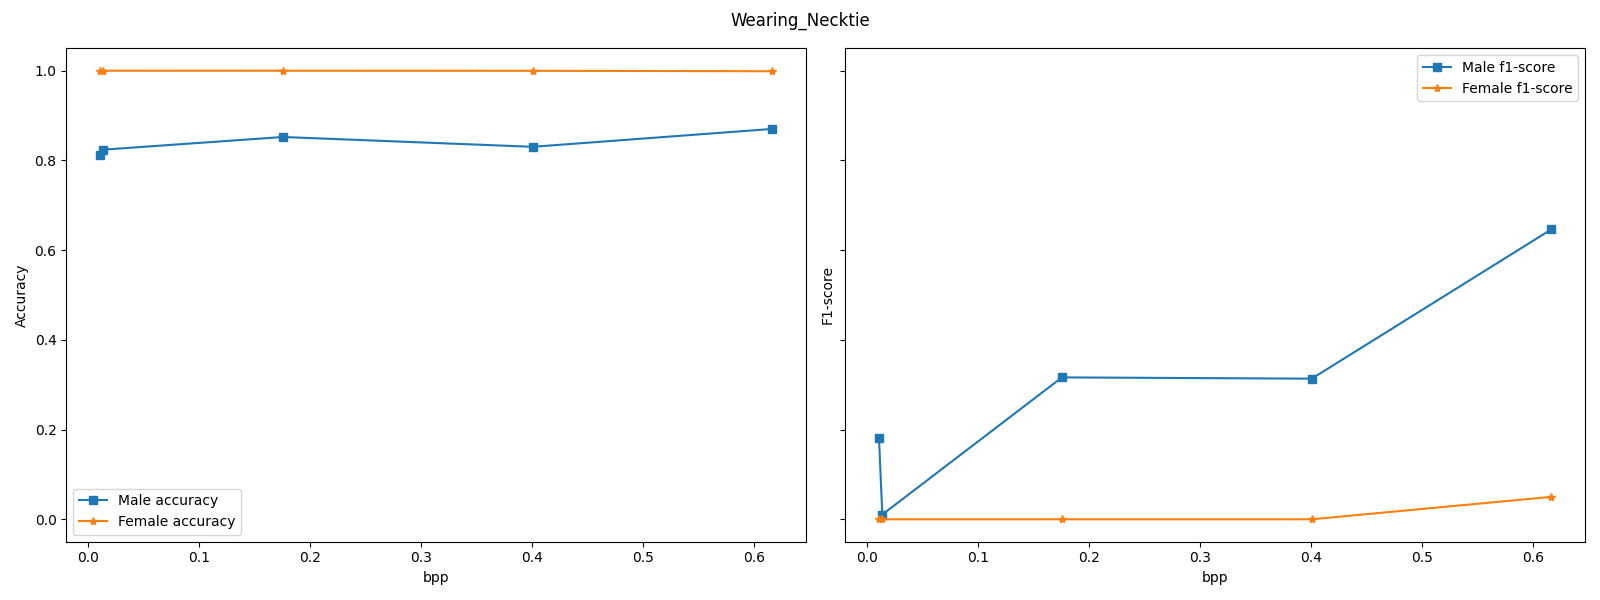 Wearing_Necktie
Accuracy
1.0
0.8
0.6
0.4
0.2
0.0
Male accuracy
Female accuracy
0.0 0.1 0.2 0.3 0.4 0.5 0.6
bpp
F1-score
Male f1-score
Female f1-score
0.0 0.1 0.2 0.3 0.4 0.5 0.6
bpp